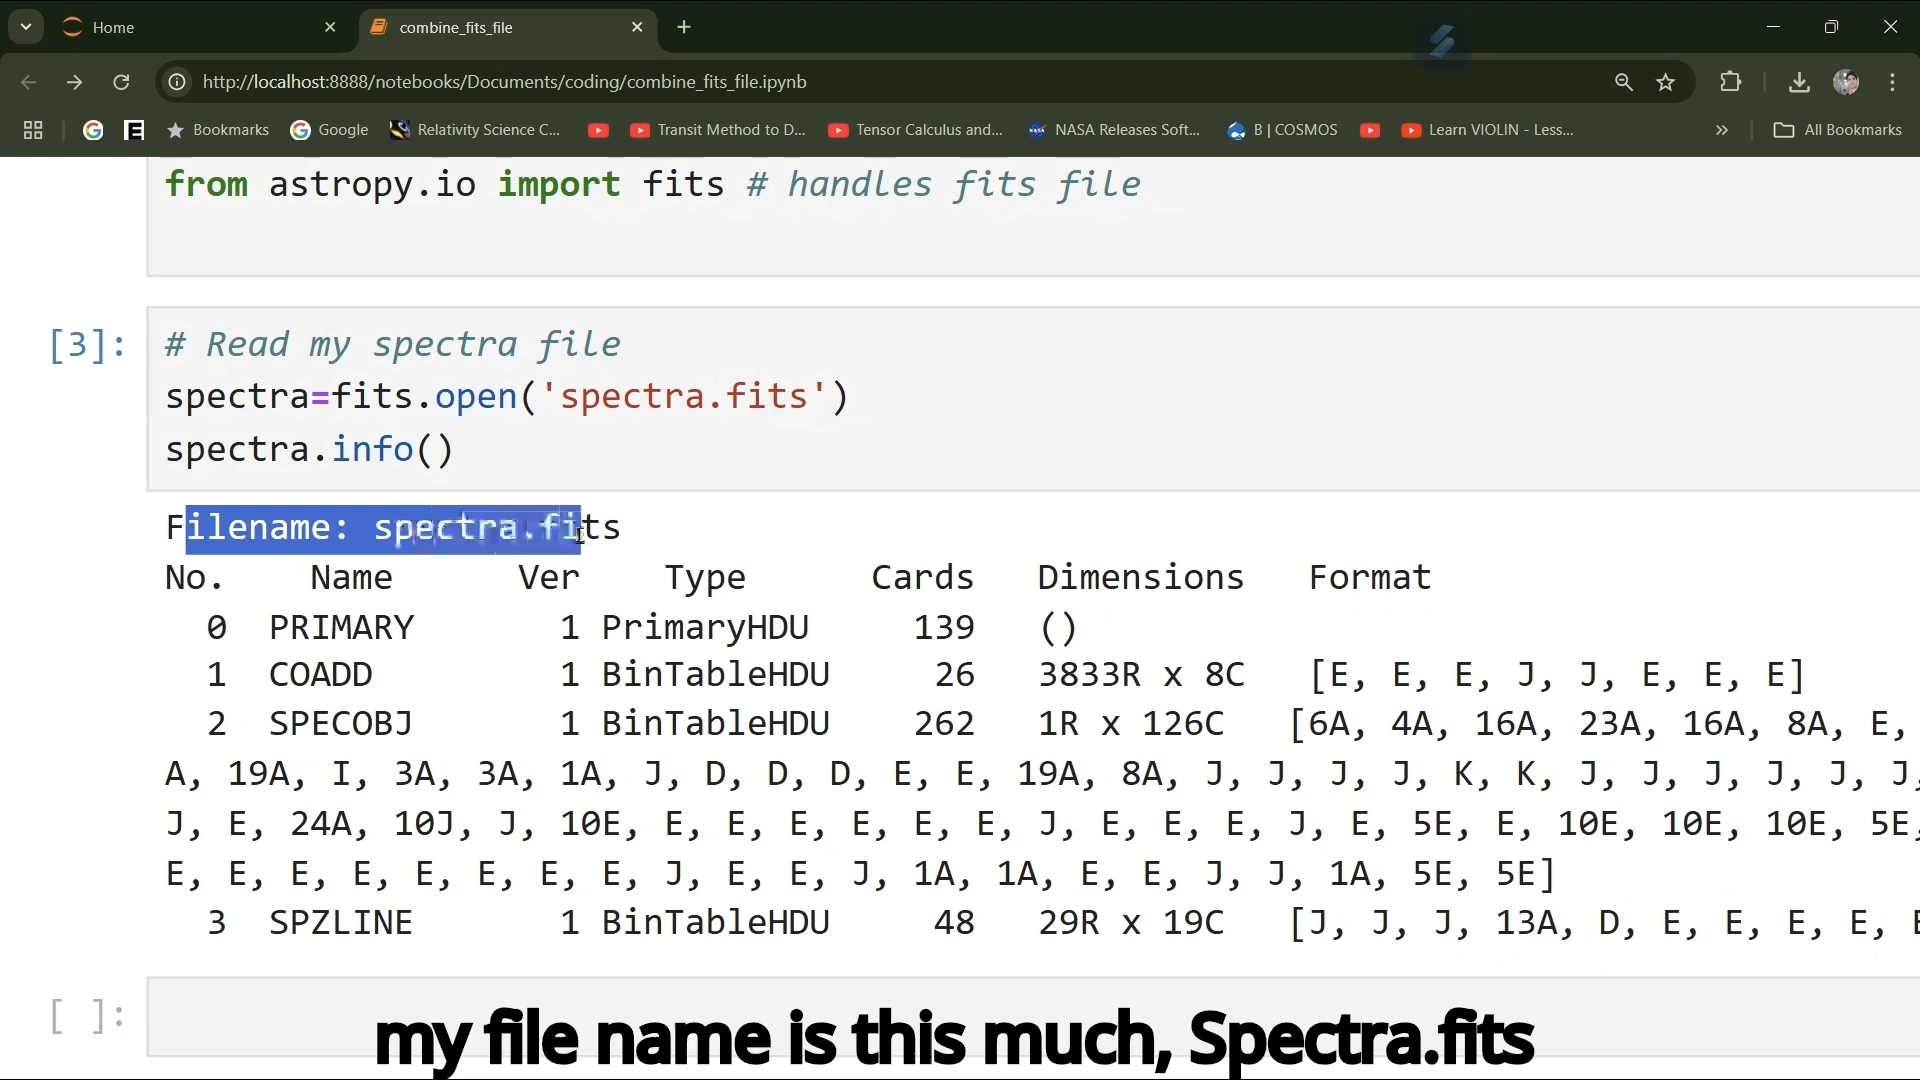 Home
combine_fits_file
http://localhost:8888/notebooks/Documents/coding/combine_fits_file.ipynb
Bookmarks
Google
Relativity Science C...
Transit Method to D...
Tensor Calculus and...
NASA Releases Soft...
B | COSMOS
Learn VIOLIN - Less...
All Bookmarks
from astropy.io import fits # handles fits file
[3]:
# Read my spectra file
spectra=fits.open('spectra.fits')
spectra.info()
Filename: spectra.fits
No. Name Ver Type Cards Dimensions Format
0 PRIMARY 1 PrimaryHDU 139 ()
1 COADD 1 BinTableHDU 26 3833R x 8C [E, E, E, J, J, E, E, E]
2 SPECOBJ 1 BinTableHDU 262 1R x 126C [6A, 4A, 16A, 23A, 16A, 8A, E,
A, 19A, I, 3A, 3A, 1A, J, D, D, D, E, E, 19A, 8A, J, J, J, J, K, K, J, J, J, J, J, J,
J, E, 24A, 10J, J, 10E, E, E, E, E, E, E, J, E, E, E, J, E, 5E, E, 10E, 10E, 10E, 5E,
E, E, E, E, E, E, E, E, J, E, E, J, 1A, 1A, E, E, J, J, 1A, 5E, 5E]
3 SPZLINE 1 BinTableHDU 48 29R x 19C [J, J, J, 13A, D, E, E, E, E, E
[ ]:
my file name is this much, Spectra.fits